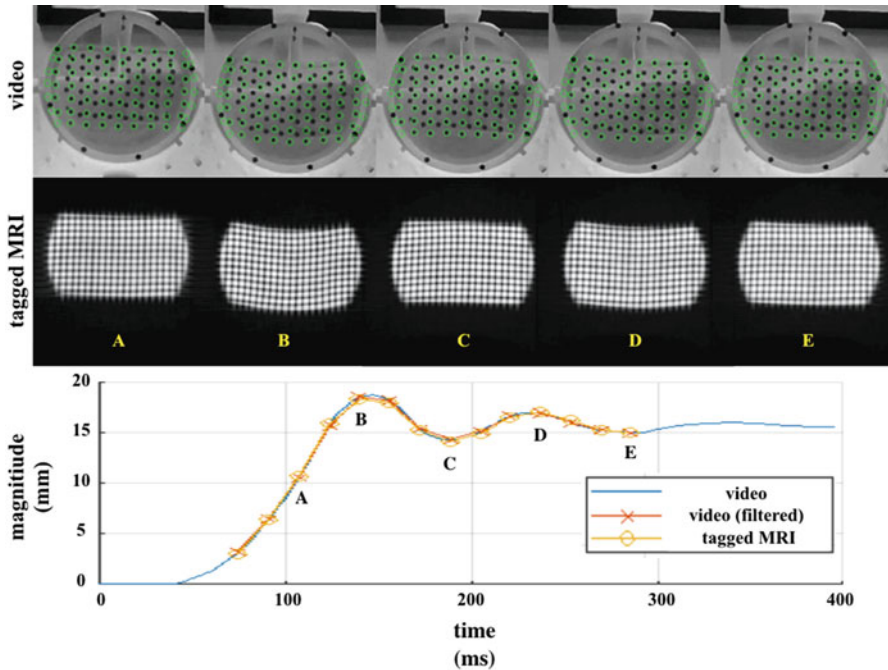 video
tagged MRI
A B C D E
20
15
10
5
0
magnitiude
(mm)
A
B
C
D
E
video
video (filtered)
tagged MRI
0 100 200 300 400
time
(ms)